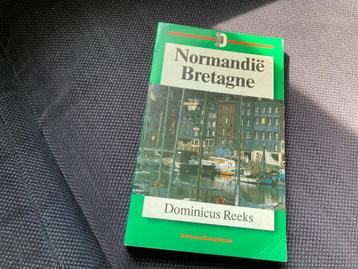 D
Normandië
Bretagne
Dominicus Reeks